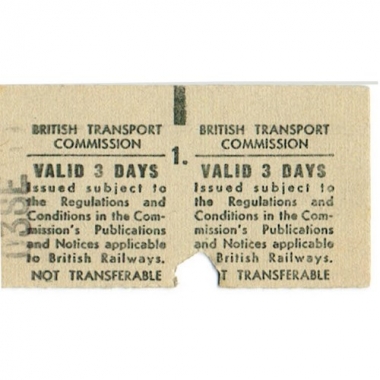 BRITISH TRANSPORT
COMMISSION
VALID 3 DAYS
Issued subject to
the Regulations and
Conditions in the Com-
mission's Publications
and Notices applicable
to British Railways.
NOT TRANSFERABLE
1.
BRITISH TRANSPORT
COMMISSION
VALID 3 DAYS
Issued subject to
the Regulations and
Conditions in the Com-
mission's Publications
and Notices applicable
to British Railways.
NOT TRANSFERABLE